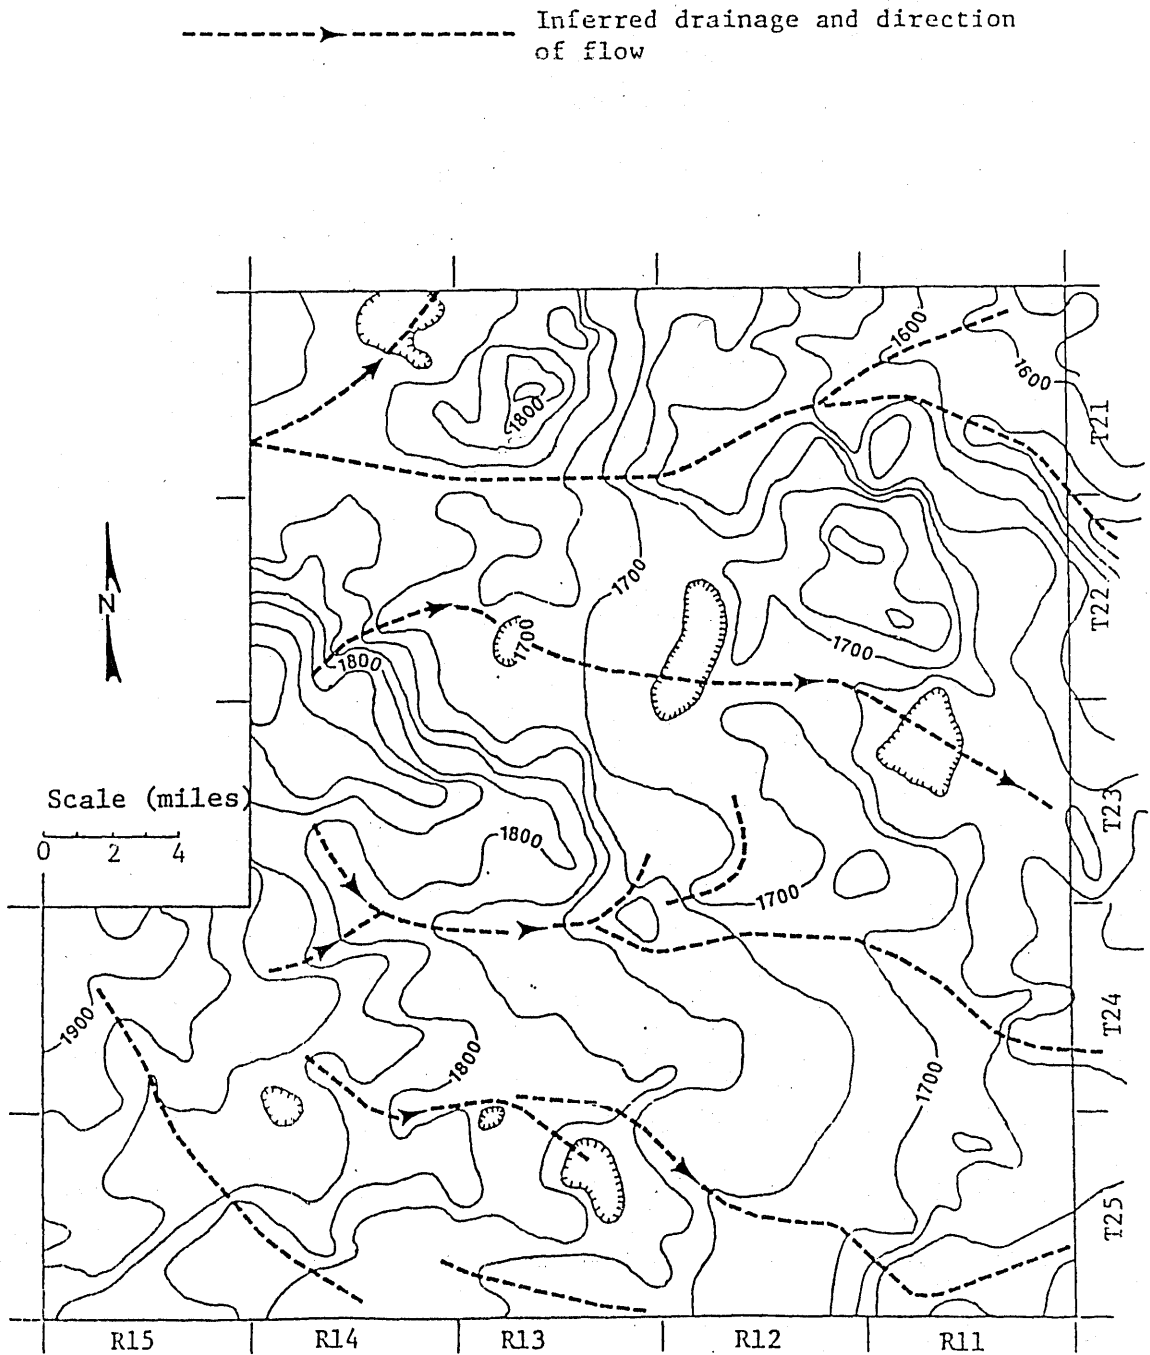 Inferred drainage and direction
of flow
1600
1600
1800
T21
1700
N
1700
T22
1700
1800
Scale (miles)
0 2 4
T23
1800
1700
1900
T24
1800
1700
T25
R15 R14 R13 R12 R11